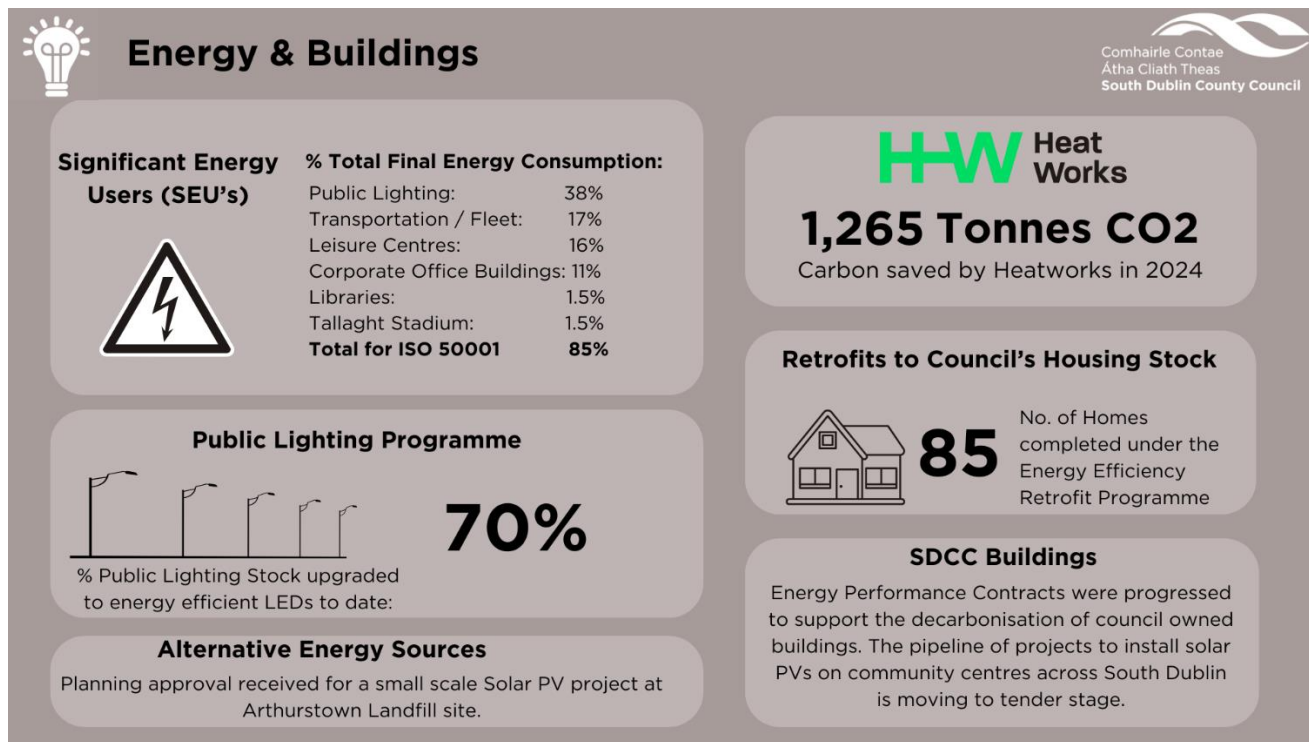 Energy & Buildings
Comhairle Contae
Átha Cliath Theas
South Dublin County Council
Significant Energy
Users (SEU's)
% Total Final Energy Consumption:
Public Lighting: 38%
Transportation / Fleet: 17%
Leisure Centres: 16%
Corporate Office Buildings: 11%
Libraries: 1.5%
Tallaght Stadium: 1.5%
Total for ISO 50001 85%
Public Lighting Programme
70%
% Public Lighting Stock upgraded
to energy efficient LEDs to date:
Alternative Energy Sources
Planning approval received for a small scale Solar PV project at
Arthurstown Landfill site.
HW Heat
Works
1,265 Tonnes CO2
Carbon saved by Heatworks in 2024
Retrofits to Council's Housing Stock
85
No. of Homes
completed under the
Energy Efficiency
Retrofit Programme
SDCC Buildings
Energy Performance Contracts were progressed
to support the decarbonisation of council owned
buildings. The pipeline of projects to install solar
PVs on community centres across South Dublin
is moving to tender stage.